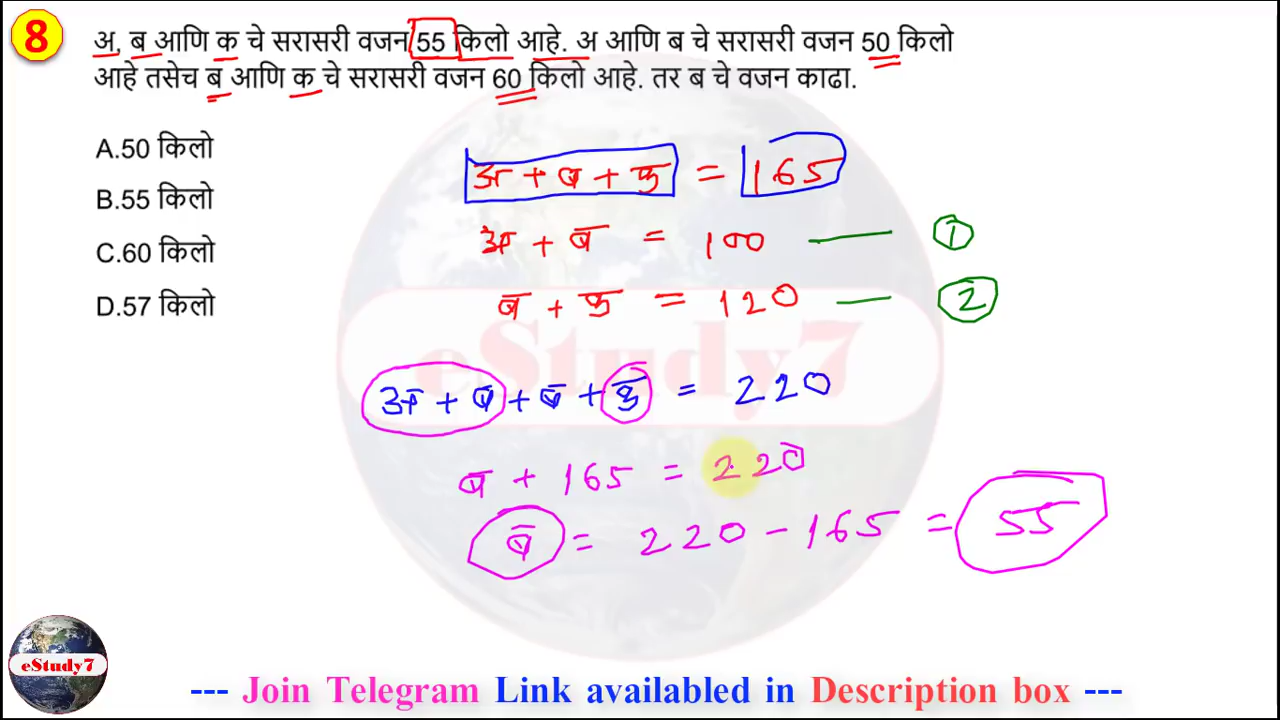 8
अ, ब आणि क चे सरासरी वजन 55 किलो आहे. अ आणि ब चे सरासरी वजन 50 किलो
आहे तसेच ब आणि क चे सरासरी वजन 60 किलो आहे. तर ब चे वजन काढा.
A.50 किलो
B.55 किलो
C.60 किलो
D.57 किलो
अ + ब + क = 165
अ + ब = 100 — 1
ब + क = 120 — 2
अ + ब + ब + क = 220
ब + 165 = 220
ब = 220 - 165 = 55
eStudy7
eStudy7
--- Join Telegram Link availabled in Description box ---